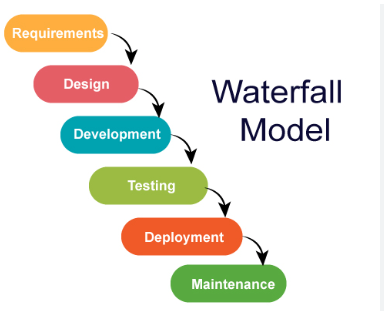 Requirements
Design
Development
Testing
Deployment
Maintenance
Waterfall
Model